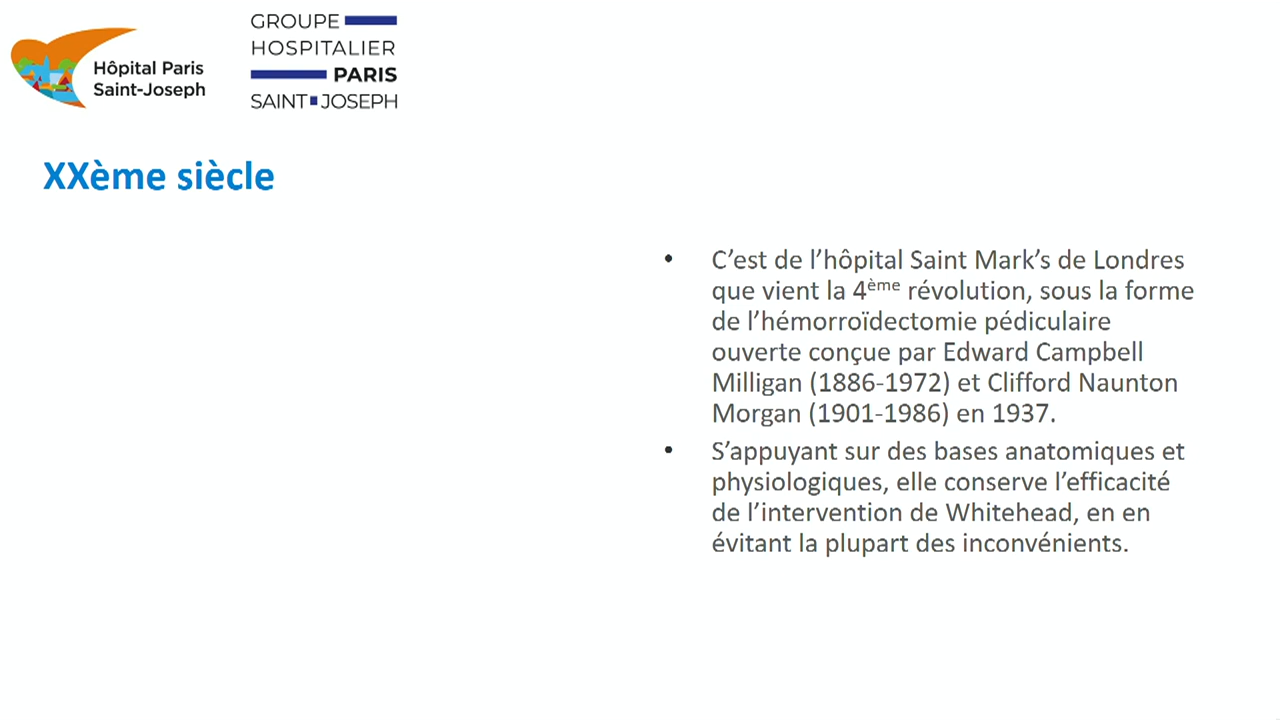 Hôpital Paris
Saint-Joseph
GROUPE
HOSPITALIER
PARIS
SAINT JOSEPH
XXème siècle
• C’est de l’hôpital Saint Mark’s de Londres
que vient la 4ème révolution, sous la forme
de l’hémorroïdectomie pédiculaire
ouverte conçue par Edward Campbell
Milligan (1886-1972) et Clifford Naunton
Morgan (1901-1986) en 1937.
• S’appuyant sur des bases anatomiques et
physiologiques, elle conserve l’efficacité
de l’intervention de Whitehead, en en
évitant la plupart des inconvénients.